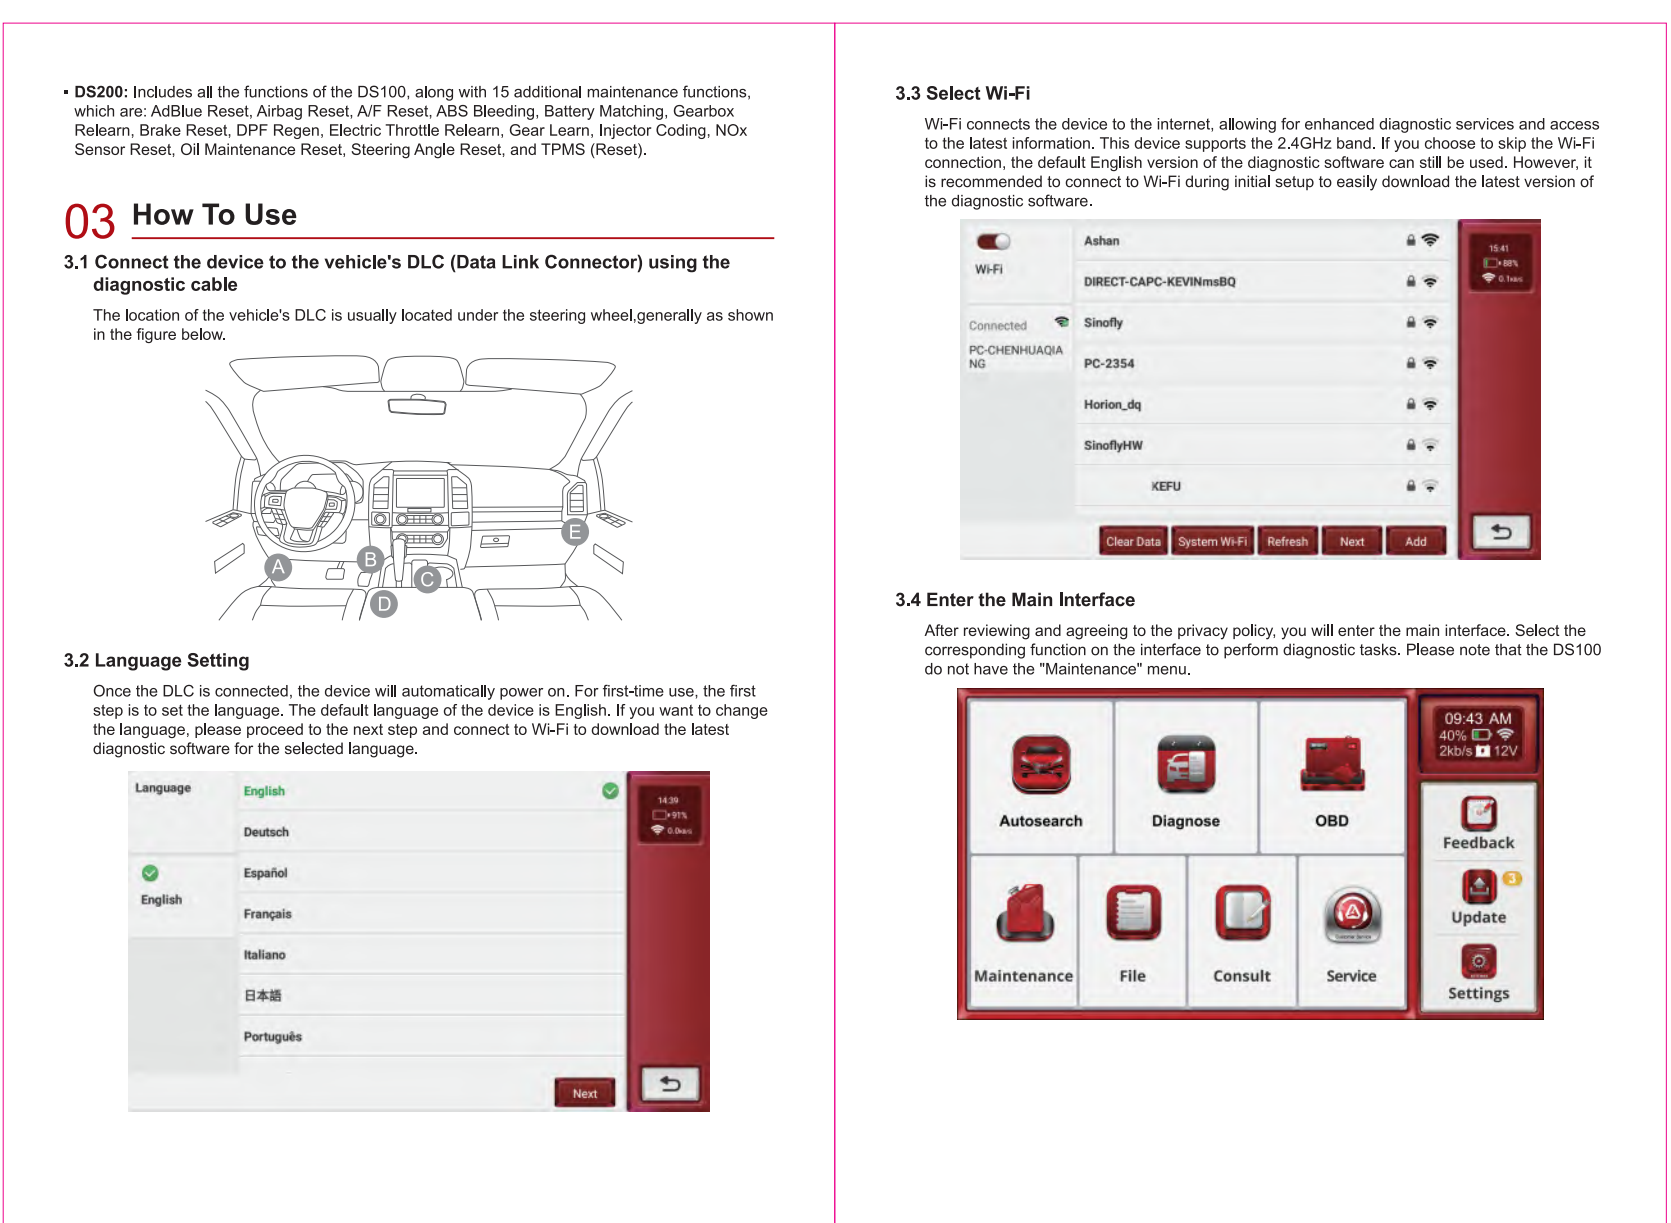 ▪ DS200: Includes all the functions of the DS100, along with 15 additional maintenance functions,
which are: AdBlue Reset, Airbag Reset, A/F Reset, ABS Bleeding, Battery Matching, Gearbox
Relearn, Brake Reset, DPF Regen, Electric Throttle Relearn, Gear Learn, Injector Coding, NOx
Sensor Reset, Oil Maintenance Reset, Steering Angle Reset, and TPMS (Reset).
03 How To Use
3.1 Connect the device to the vehicle's DLC (Data Link Connector) using the
diagnostic cable
The location of the vehicle's DLC is usually located under the steering wheel,generally as shown
in the figure below.
A
B
C
D
E
3.2 Language Setting
Once the DLC is connected, the device will automatically power on. For first-time use, the first
step is to set the language. The default language of the device is English. If you want to change
the language, please proceed to the next step and connect to Wi-Fi to download the latest
diagnostic software for the selected language.
Language
English
English
Deutsch
Español
Français
Italiano
日本語
Português
Next
14:39
91%
3.3 Select Wi-Fi
Wi-Fi connects the device to the internet, allowing for enhanced diagnostic services and access
to the latest information. This device supports the 2.4GHz band. If you choose to skip the Wi-Fi
connection, the default English version of the diagnostic software can still be used. However, it
is recommended to connect to Wi-Fi during initial setup to easily download the latest version of
the diagnostic software.
Wi-Fi
Connected
PC-CHENHUAQIA
NG
Ashan
DIRECT-CAPC-KEVINmsBQ
Sinofly
PC-2354
Horion_dq
SinoflyHW
KEFU
Clear Data System Wi-Fi Refresh Next Add
15:41
88%
3.4 Enter the Main Interface
After reviewing and agreeing to the privacy policy, you will enter the main interface. Select the
corresponding function on the interface to perform diagnostic tasks. Please note that the DS100
do not have the "Maintenance" menu.
Autosearch Diagnose OBD
Maintenance File Consult Service
09:43 AM
40%
2kb/s 12V
Feedback
3
Update
Settings